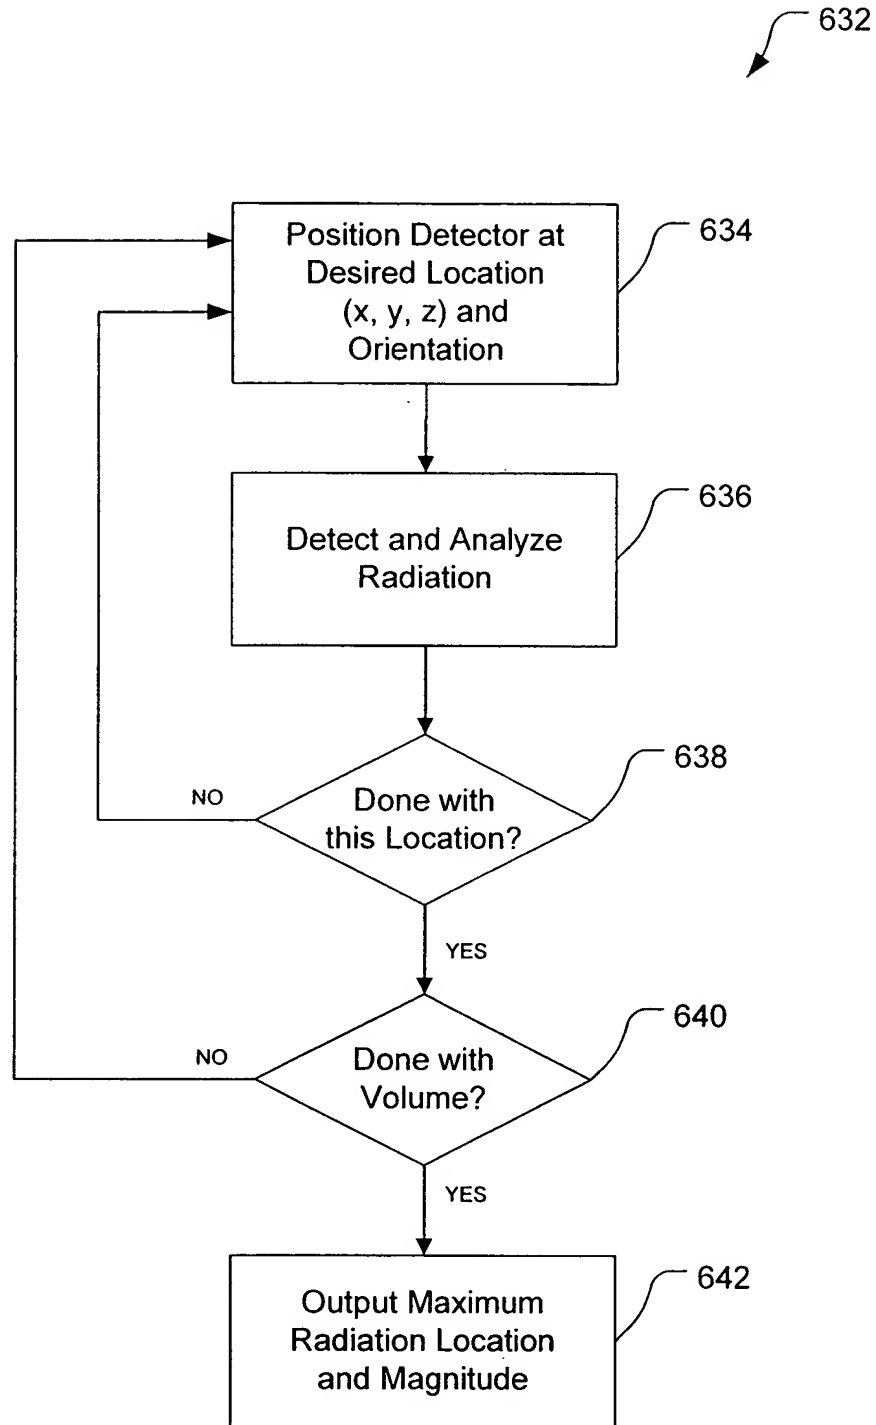 632
Position Detector at
Desired Location
(x, y, z) and
Orientation
634
Detect and Analyze
Radiation
636
Done with
this Location?
638
NO
YES
Done with
Volume?
640
NO
YES
Output Maximum
Radiation Location
and Magnitude
642